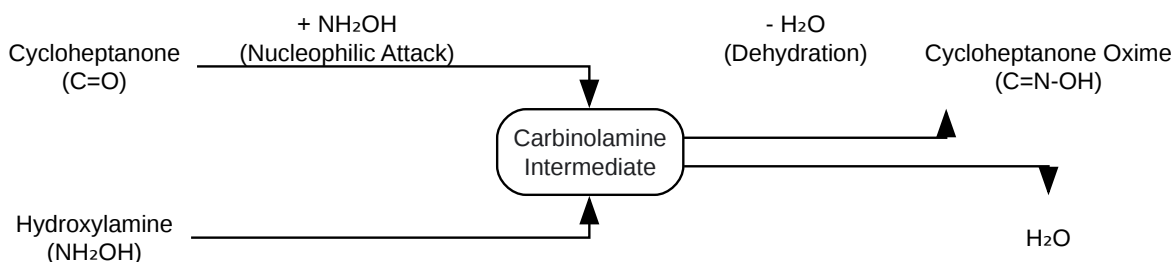 + NH₂OH
(Nucleophilic Attack)
- H₂O
(Dehydration)
Cycloheptanone
(C=O)
Cycloheptanone Oxime
(C=N-OH)
Carbinolamine
Intermediate
Hydroxylamine
(NH₂OH)
H₂O